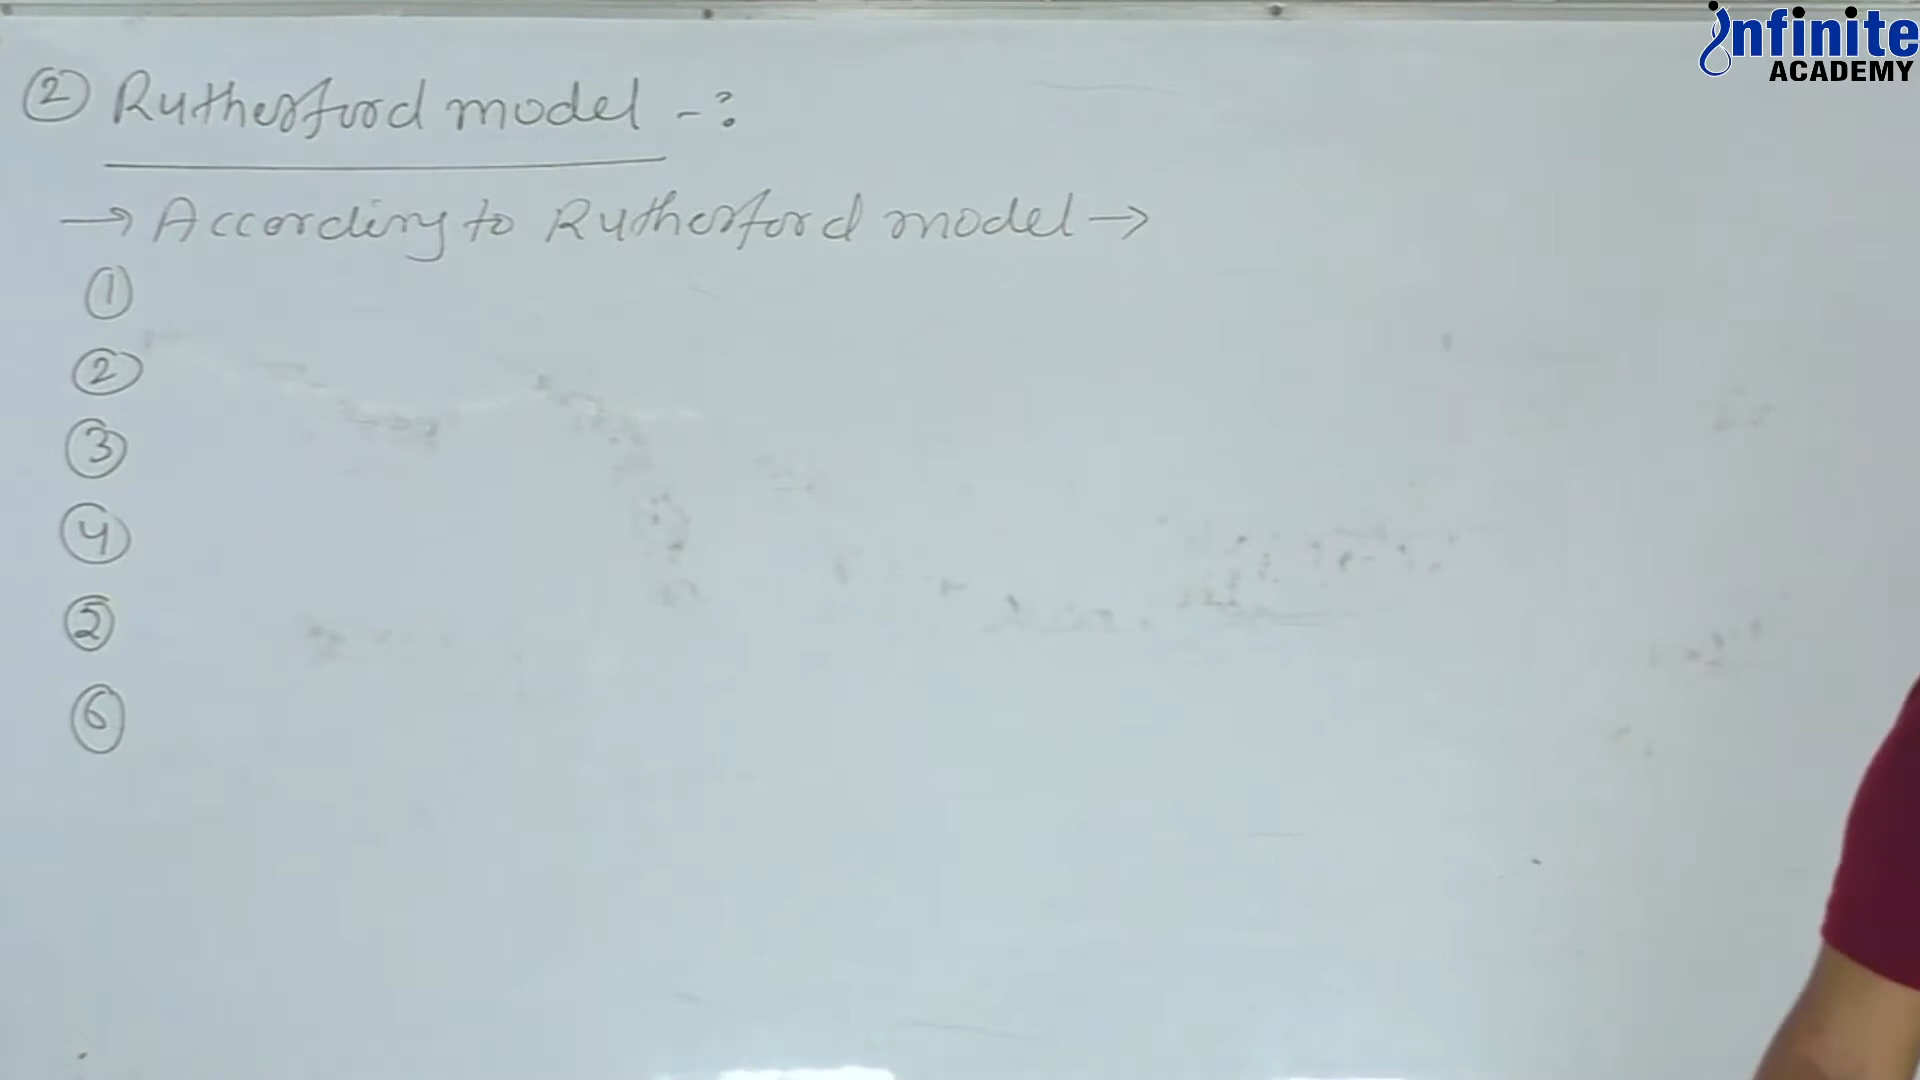 infinite
ACADEMY
② Rutherford model -:
→ According to Rutherford model →
①
②
③
④
⑤
⑥